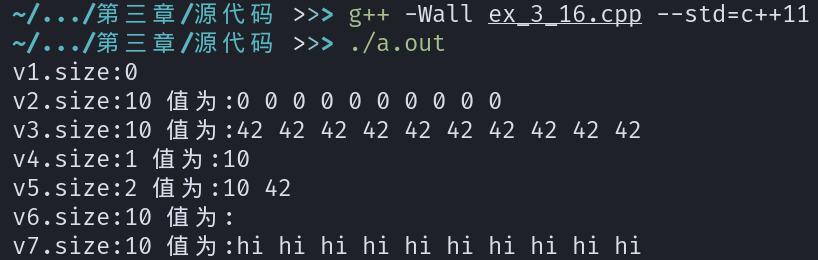 ~/.../第三章/源代码 >>> g++ -Wall ex_3_16.cpp --std=c++11
~/.../第三章/源代码 >>> ./a.out
v1.size:0
v2.size:10 值为:0 0 0 0 0 0 0 0 0 0
v3.size:10 值为:42 42 42 42 42 42 42 42 42 42
v4.size:1 值为:10
v5.size:2 值为:10 42
v6.size:10 值为:
v7.size:10 值为:hi hi hi hi hi hi hi hi hi hi